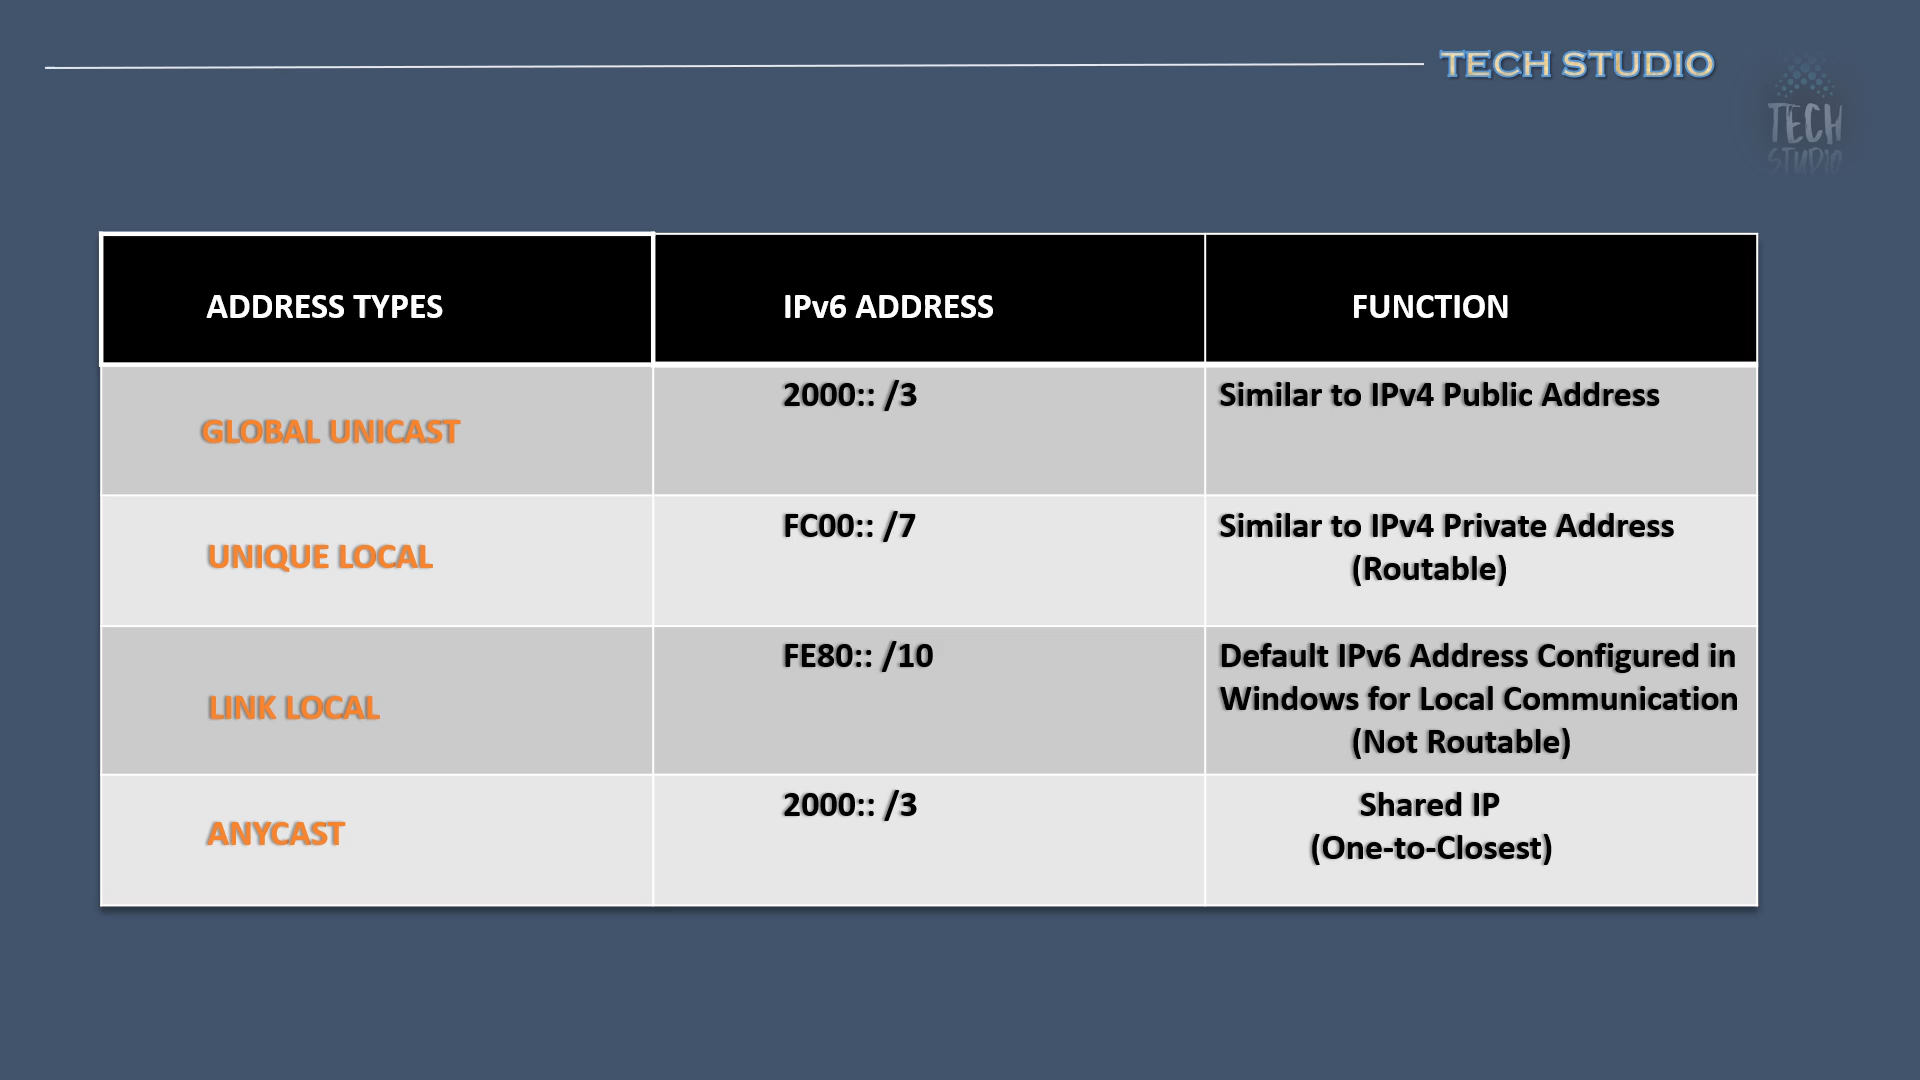 TECH STUDIO
TECH
STUDIO
ADDRESS TYPES
IPv6 ADDRESS
FUNCTION
GLOBAL UNICAST
2000:: /3
Similar to IPv4 Public Address
UNIQUE LOCAL
FC00:: /7
Similar to IPv4 Private Address
(Routable)
LINK LOCAL
FE80:: /10
Default IPv6 Address Configured in
Windows for Local Communication
(Not Routable)
ANYCAST
2000:: /3
Shared IP
(One-to-Closest)